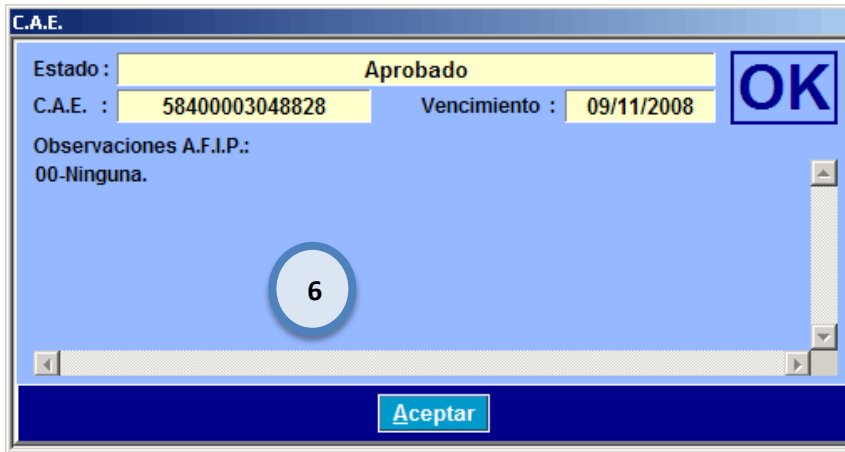 C.A.E.
Estado : Aprobado
OK
C.A.E. : 58400003048828 Vencimiento : 09/11/2008
Observaciones A.F.I.P.:
00-Ninguna.
6
Aceptar